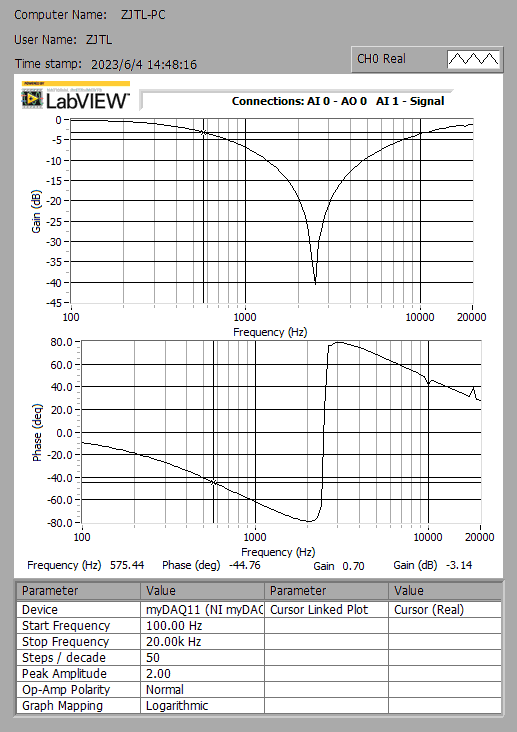 Computer Name: ZJTL-PC
User Name: ZJTL
Time stamp: 2023/6/4 14:48:16
CH0 Real
POWERED BY
NATIONAL INSTRUMENTS
LabVIEW™
Connections: AI 0 - AO 0 AI 1 - Signal
Gain (dB)
0
-5
-10
-15
-20
-25
-30
-35
-40
-45
100 1000 10000 20000
Frequency (Hz)
Phase (deg)
80.0
60.0
40.0
20.0
0.0
-20.0
-40.0
-60.0
-80.0
100 1000 10000 20000
Frequency (Hz)
Frequency (Hz) 575.44 Phase (deg) -44.76 Gain 0.70 Gain (dB) -3.14
Parameter Value Parameter Value
Device myDAQ11 (NI myDAQ Cursor Linked Plot Cursor (Real)
Start Frequency 100.00 Hz
Stop Frequency 20.00k Hz
Steps / decade 50
Peak Amplitude 2.00
Op-Amp Polarity Normal
Graph Mapping Logarithmic